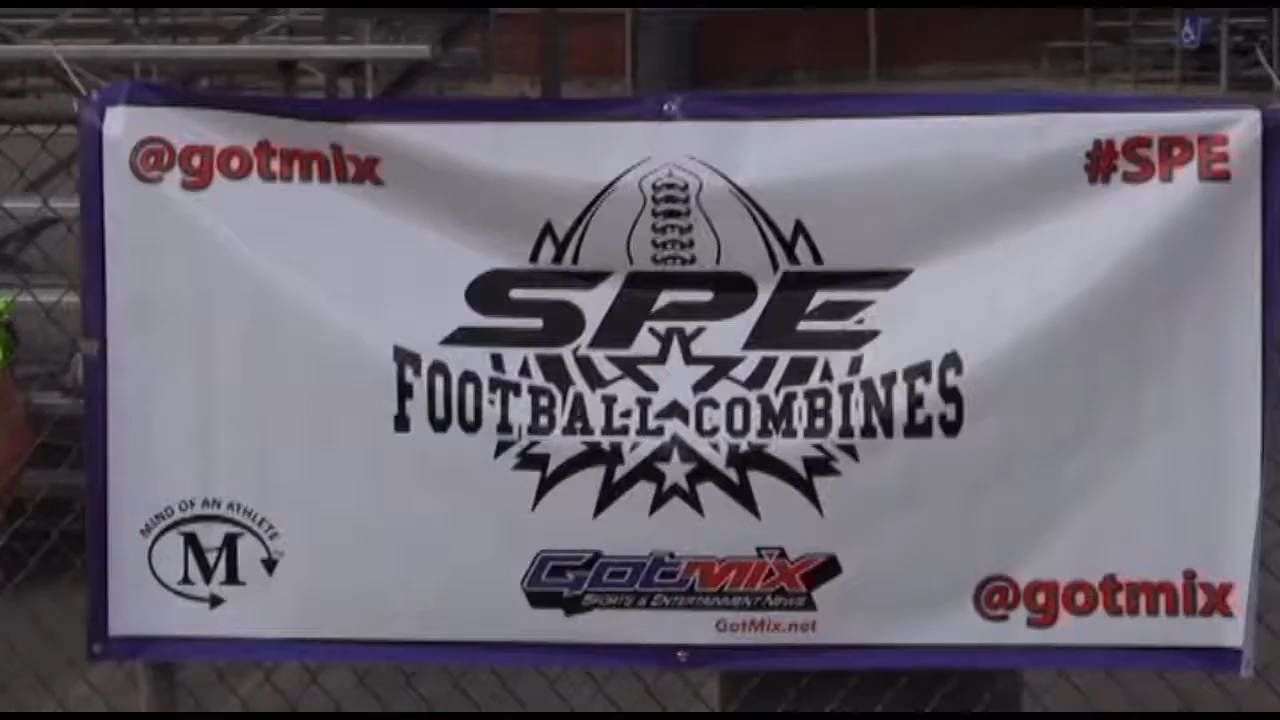 @gotmix
#SPE
SPE
FOOTBALL COMBINES
MIND OF AN ATHLETE
M
GotMix
SPORTS & ENTERTAINMENT NEWS
GotMix.net
@gotmix